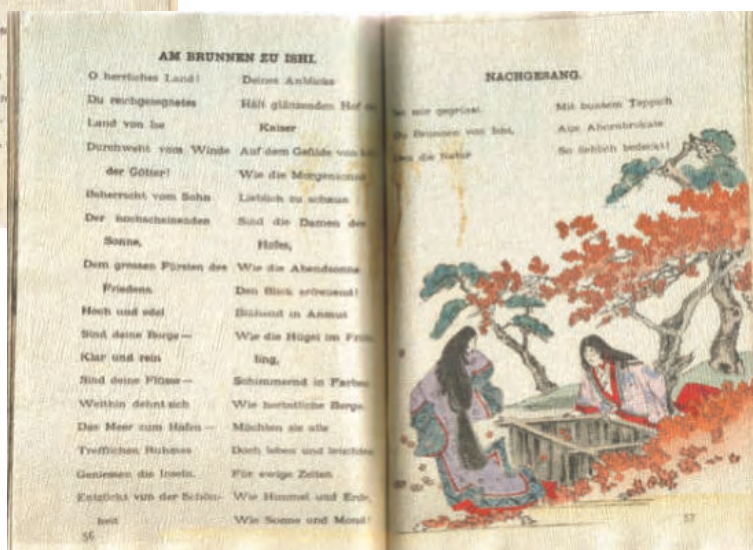 AM BRUNNEN ZU ISHI.
O herrliches Land!
Du reichgesegnetes
Land von Ise
Durchweht vom Winde
der Götter!
Beherrscht vom Sohn
Der hochscheinenden
Sonne,
Dem grossen Fürsten des
Friedens.
Hoch und edel
Sind deine Berge—
Klar und rein
Sind deine Flüsse—
Weithin dehnt sich
Das Meer zum Hafen—
Trefflichen Ruhmes
Geniessen die Inseln.
Entzückt von der Schön-
heit
56
Deines Anblicks
Hält glänzenden Hof
Kaiser
Auf dem Gefilde von
Wie die Morgensonne
Lieblich zu schaun
Sind die Damen des
Hofes,
Wie die Abendsonne
Den Blick erfreuend!
Blühend in Anmut
Wie die Hügel im
ling,
Schimmernd in Farben
Wie herbstliche Berge.
Möchten sie alle
Doch leben und leuchten
Für ewige Zeiten
Wie Himmel und Erde,
Wie Sonne und Mond!
NACHGESANG.
mir gegrüsst
Du Brunnen von Ishi,
Den die Natur
Mit buntem Teppich
Aus Ahornbrokate
So lieblich bedeckt!
57